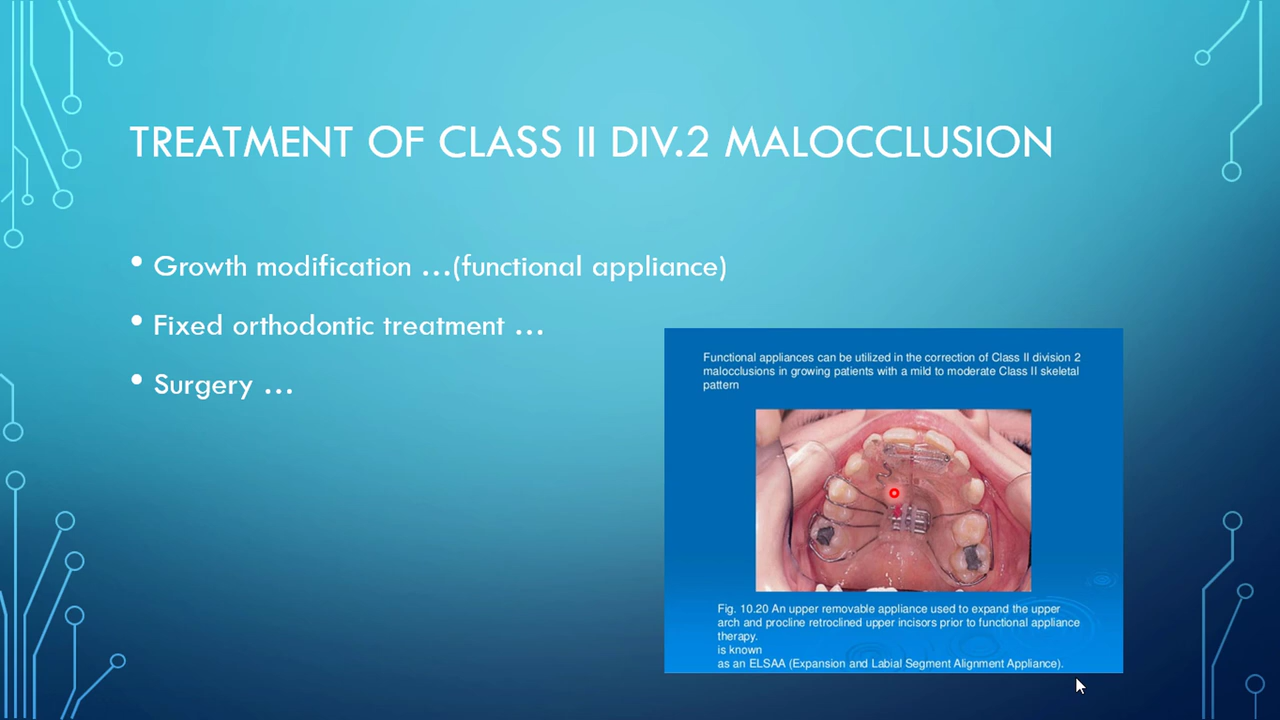 TREATMENT OF CLASS II DIV.2 MALOCCLUSION
• Growth modification …(functional appliance)
• Fixed orthodontic treatment …
• Surgery …
Functional appliances can be utilized in the correction of Class II division 2
malocclusions in growing patients with a mild to moderate Class II skeletal
pattern
Fig. 10.20 An upper removable appliance used to expand the upper
arch and procline retroclined upper incisors prior to functional appliance
therapy.
is known
as an ELSAA (Expansion and Labial Segment Alignment Appliance).